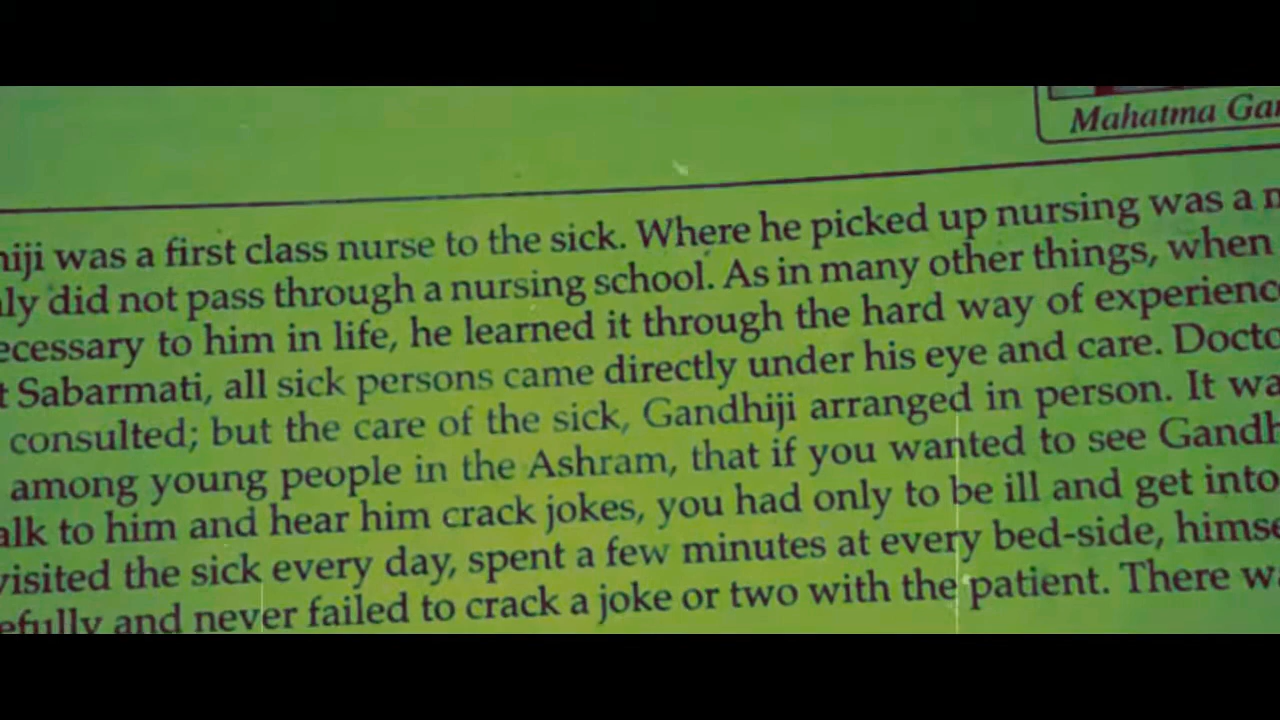 Mahatma Gan
hiji was a first class nurse to the sick. Where he picked up nursing was a
ly did not pass through a nursing school. As in many other things, when
ecessary to him in life, he learned it through the hard way of experienc
t Sabarmati, all sick persons came directly under his eye and care. Docto
consulted; but the care of the sick, Gandhiji arranged in person. It wa
among young people in the Ashram, that if you wanted to see Gandh
alk to him and hear him crack jokes, you had only to be ill and get into
visited the sick every day, spent a few minutes at every bed-side, himse
efully and never failed to crack a joke or two with the patient. There wa